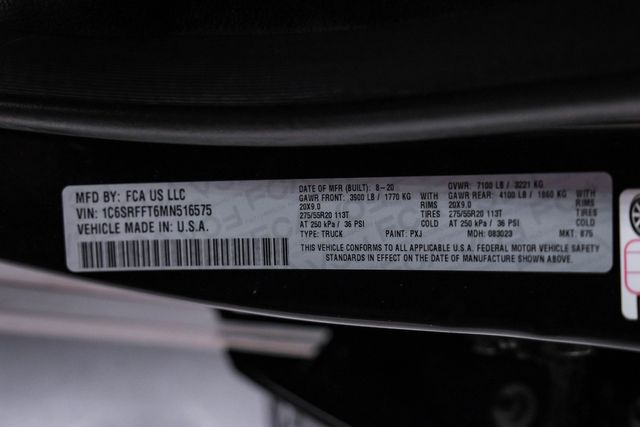 MFD BY: FCA US LLC
VIN: 1C6SRFFT6MN516575
VEHICLE MADE IN: U.S.A.
DATE OF MFR (BUILT): 8-20
GAWR FRONT: 3900 LB / 1770 KG WITH
20X9.0 RIMS
275/55R20 113T TIRES
AT 250 kPa / 36 PSI COLD
TYPE: TRUCK PAINT: PXJ
GVWR: 7100 LB / 3221 KG
GAWR REAR: 4100 LB / 1860 KG WITH
20X9.0 RIMS
275/55R20 113T TIRES
AT 250 kPa / 36 PSI COLD
MDH: 083023 MKT: 875
THIS VEHICLE CONFORMS TO ALL APPLICABLE U.S.A. FEDERAL MOTOR VEHICLE SAFETY
STANDARDS IN EFFECT ON THE DATE OF MANUFACTURE SHOWN ABOVE.